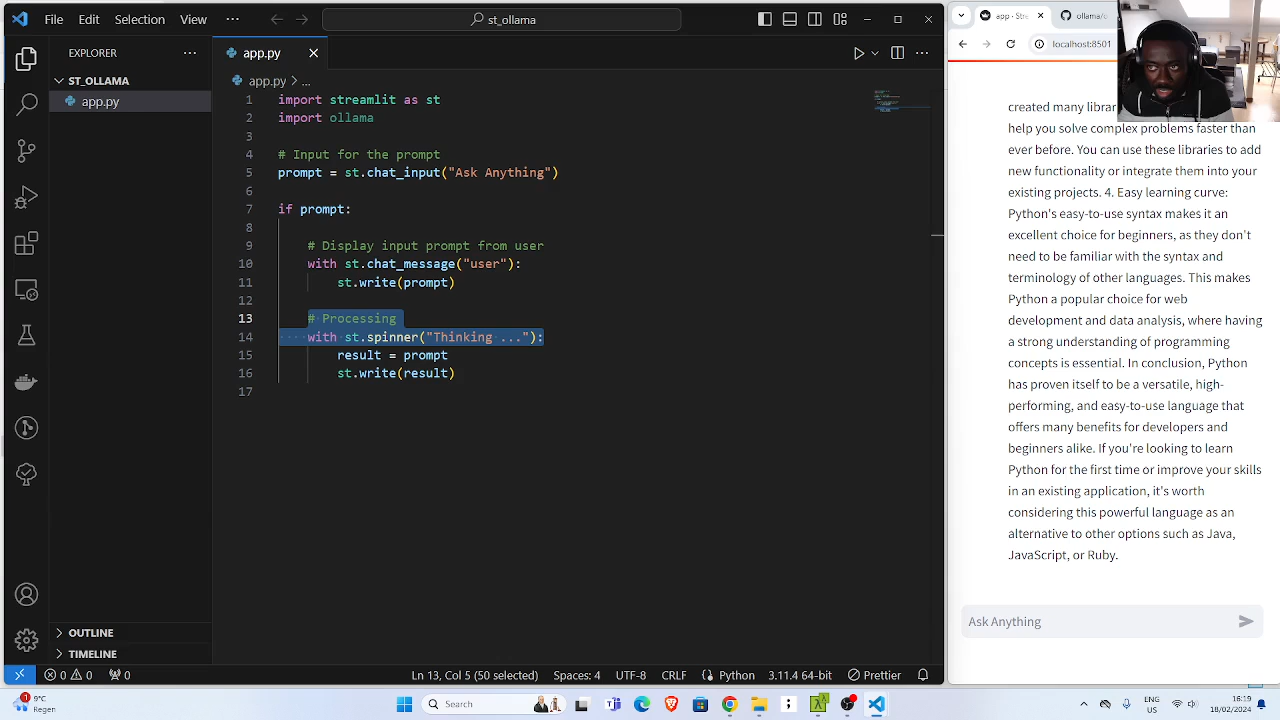 File Edit Selection View ... st_ollama
EXPLORER ...
ST_OLLAMA
app.py
OUTLINE
TIMELINE
app.py
app.py > ...
1 import streamlit as st
2 import ollama
3
4 # Input for the prompt
5 prompt = st.chat_input("Ask Anything")
6
7 if prompt:
8
9 # Display input prompt from user
10 with st.chat_message("user"):
11 st.write(prompt)
12
13 # Processing
14 with st.spinner("Thinking ..."):
15 result = prompt
16 st.write(result)
17
0 0 0 Ln 13, Col 5 (50 selected) Spaces: 4 UTF-8 CRLF Python 3.11.4 64-bit Prettier
app · Stre ollama/o
localhost:8501
created many librar
help you solve complex problems faster than
ever before. You can use these libraries to add
new functionality or integrate them into your
existing projects. 4. Easy learning curve:
Python's easy-to-use syntax makes it an
excellent choice for beginners, as they don't
need to be familiar with the syntax and
terminology of other languages. This makes
Python a popular choice for web
development and data analysis, where having
a strong understanding of programming
concepts is essential. In conclusion, Python
has proven itself to be a versatile, high-
performing, and easy-to-use language that
offers many benefits for developers and
beginners alike. If you're looking to learn
Python for the first time or improve your skills
in an existing application, it's worth
considering this powerful language as an
alternative to other options such as Java,
JavaScript, or Ruby.
Ask Anything
1 9°C
Regen
Search
ENG
US
16:19
18/02/2024